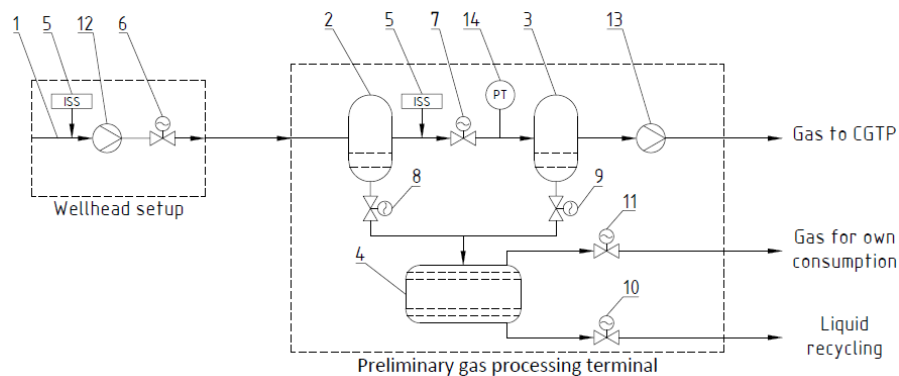 1 5 12 6 2 5 7 14 3 13
ISS
ISS
PT
Gas to CGTP
8
9
Wellhead setup
11
Gas for own
consumption
4
10
Liquid
recycling
Preliminary gas processing terminal